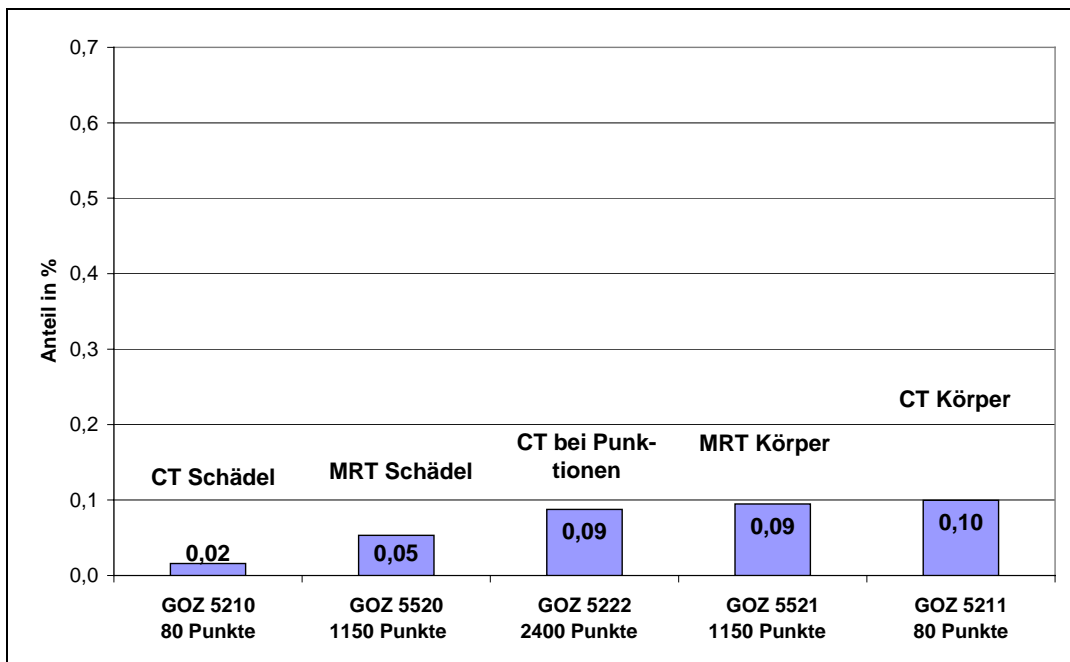 0,7
0,6
0,5
0,4
0,3
0,2
0,1
0,0
Anteil in %
CT Schädel
MRT Schädel
CT bei Punk-
tionen
MRT Körper
CT Körper
0,02
0,05
0,09
0,09
0,10
GOZ 5210
80 Punkte
GOZ 5520
1150 Punkte
GOZ 5222
2400 Punkte
GOZ 5521
1150 Punkte
GOZ 5211
80 Punkte